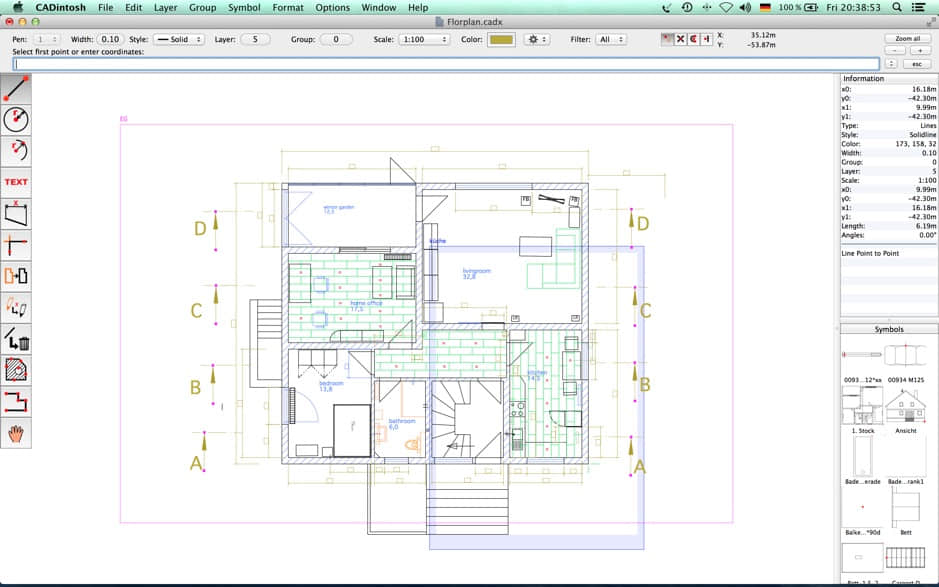 CADintosh File Edit Layer Group Symbol Format Options Window Help 100 % Fri 20:38:53
Florplan.cadx
Pen: 1 Width: 0.10 Style: Solid Layer: 5 Group: 0 Scale: 1:100 Color: Filter: All X: 35.12m Zoom all
Y: -53.87m - +
Select first point or enter coordinates:
esc
TEXT
X
EG
D
C
B
A
D
C
B
A
winter garden
küche
livingroom
32,8
home office
17,5
bedroom
13,8
bathroom
6,0
kitchen
14,5
Information
x0: 16.18m
y0: -42.30m
x1: 9.99m
y1: -42.30m
Type: Lines
Style: Solidline
Color: 173, 158, 32
Width: 0.10
Group: 0
Layer: 5
Scale: 1:100
x0: 9.99m
y0: -42.30m
x1: 16.18m
y1: -42.30m
Length: 6.19m
Angles: 0.00°
Line Point to Point
Symbols
0093...12*ss 00934 M125
1. Stock Ansicht
Bade...erade Bade...rank1
Balke...*90d Bett